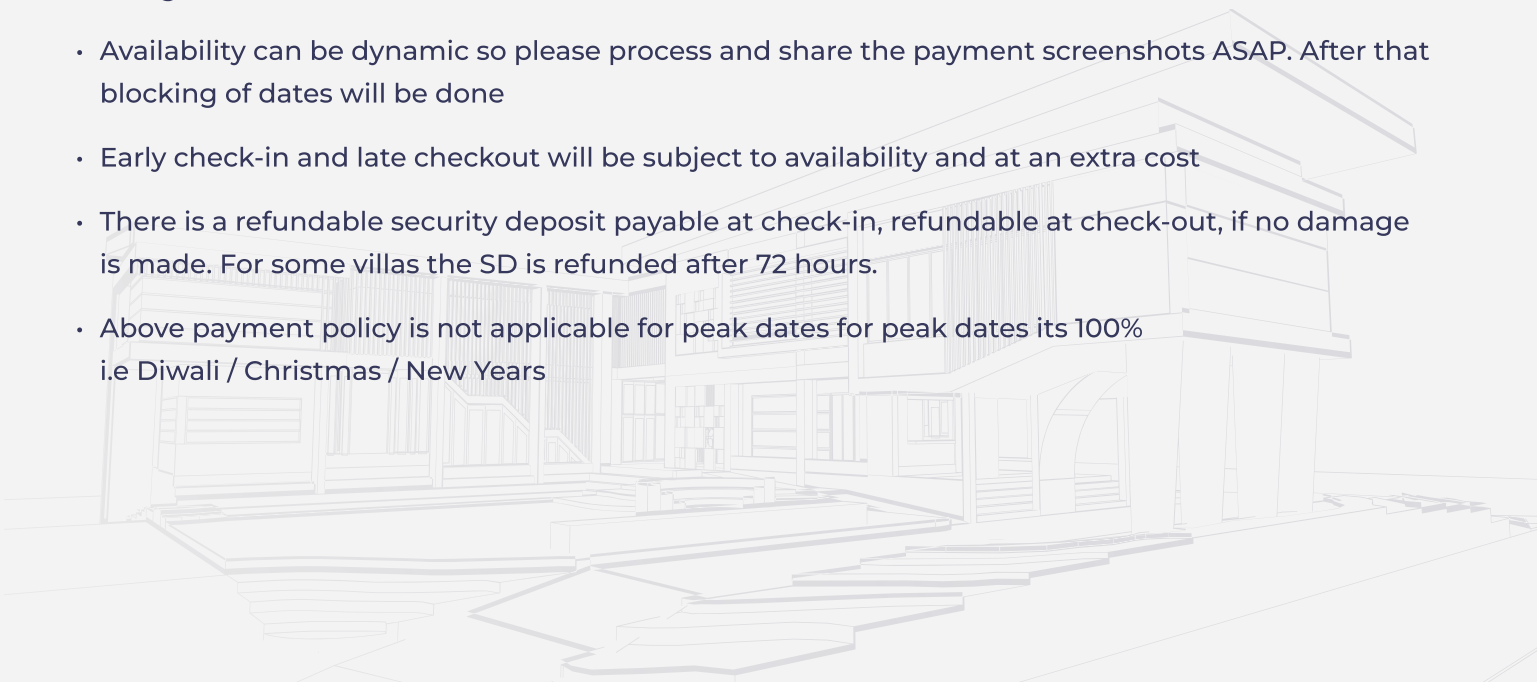 • Availability can be dynamic so please process and share the payment screenshots ASAP. After that
blocking of dates will be done
• Early check-in and late checkout will be subject to availability and at an extra cost
• There is a refundable security deposit payable at check-in, refundable at check-out, if no damage
is made. For some villas the SD is refunded after 72 hours.
• Above payment policy is not applicable for peak dates for peak dates its 100%
i.e Diwali / Christmas / New Years